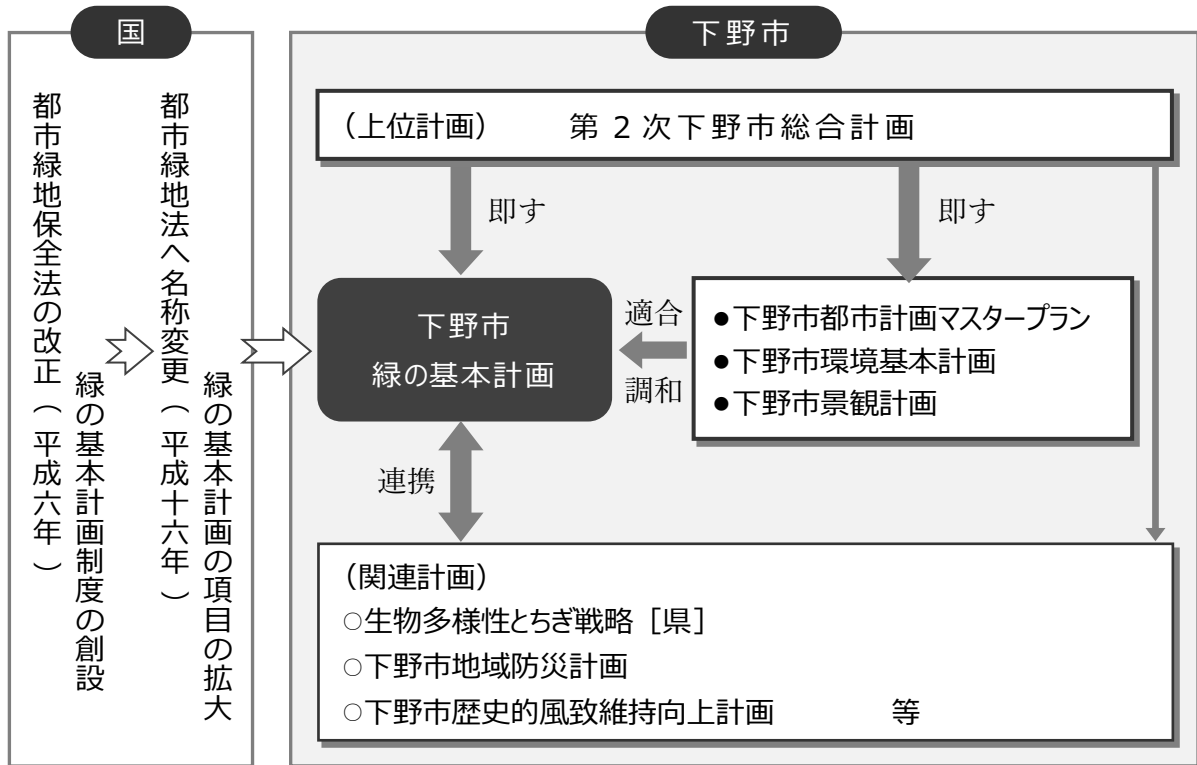 国
都市緑地保全法の改正（平成六年）
緑の基本計画制度の創設
都市緑地法へ名称変更（平成十六年）
緑の基本計画の項目の拡大
下野市
（上位計画） 第２次下野市総合計画
即す
即す
下野市
緑の基本計画
適合
調和
●下野市都市計画マスタープラン
●下野市環境基本計画
●下野市景観計画
連携
（関連計画）
○生物多様性とちぎ戦略［県］
○下野市地域防災計画
○下野市歴史的風致維持向上計画 等